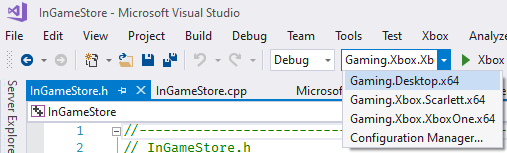 InGameStore - Microsoft Visual Studio
File Edit View Project Build Debug Team Tools Test Xbox Analyze
Debug Gaming.Xbox.Xb Xbox
Gaming.Desktop.x64
Gaming.Xbox.Scarlett.x64
Gaming.Xbox.XboxOne.x64
Configuration Manager...
Server Explorer
InGameStore.h InGameStore.cpp Microsof
InGameStore
1 //--------------------------------------------
2 // InGameStore.h